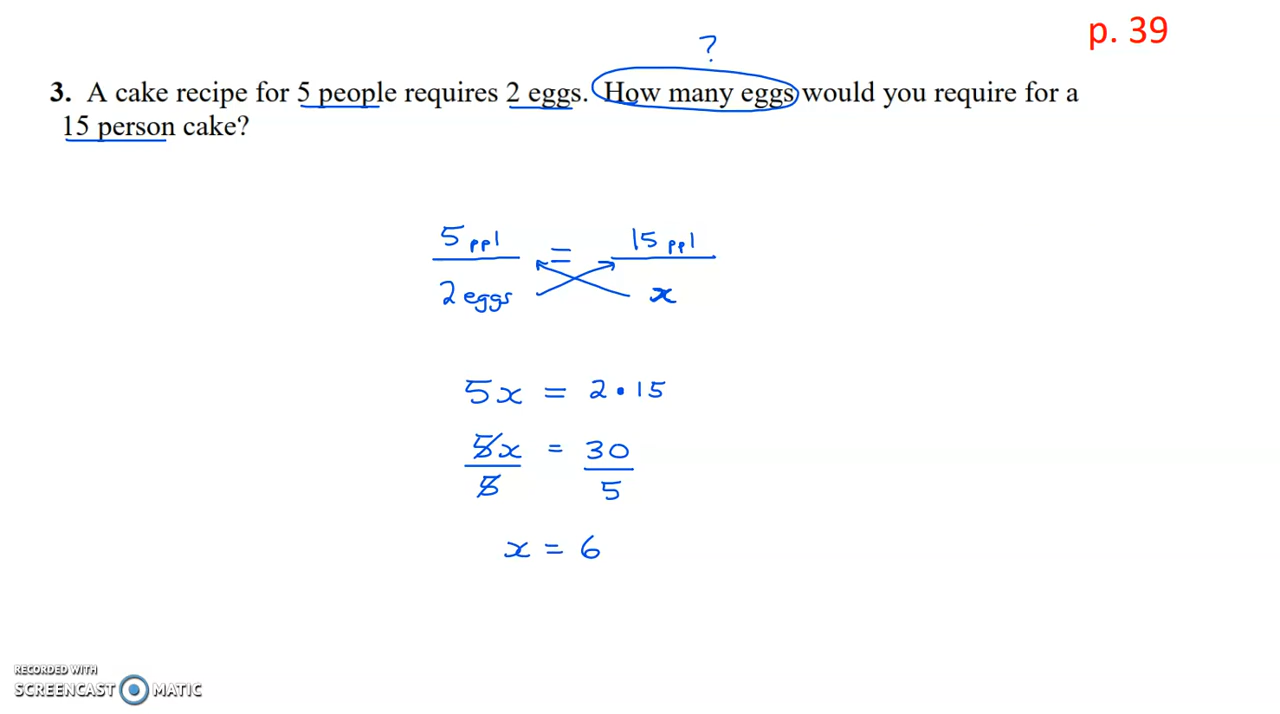 p. 39
?
3. A cake recipe for 5 people requires 2 eggs. How many eggs would you require for a
15 person cake?
5 ppl = 15 ppl
2 eggs x
5x = 2 • 15
5x = 30
5 5
x = 6
RECORDED WITH
SCREENCAST MATIC